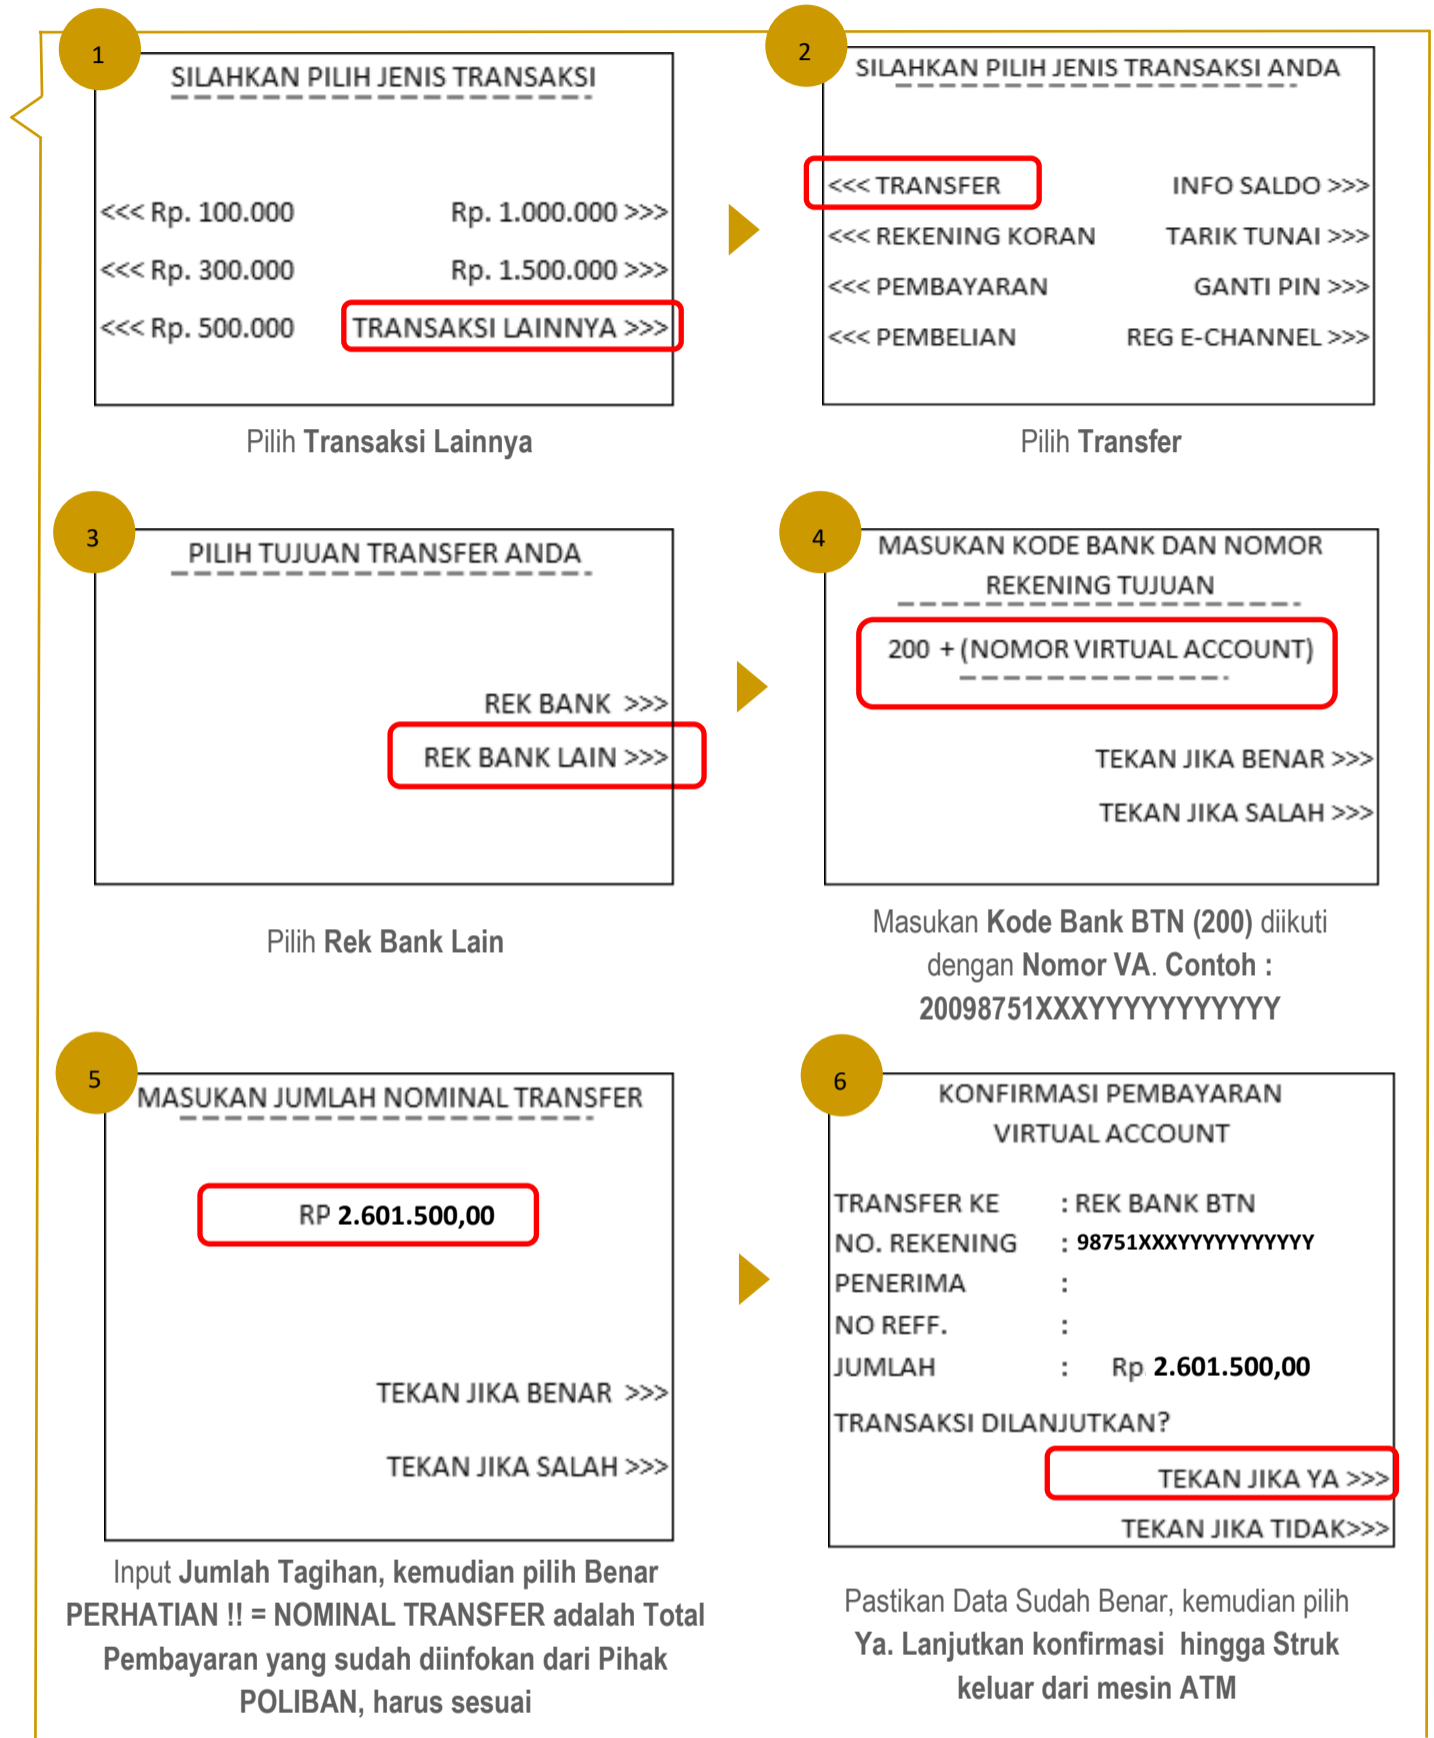 1
SILAHKAN PILIH JENIS TRANSAKSI
<<< Rp. 100.000 Rp. 1.000.000 >>>
<<< Rp. 300.000 Rp. 1.500.000 >>>
<<< Rp. 500.000 TRANSAKSI LAINNYA >>>
Pilih Transaksi Lainnya
2
SILAHKAN PILIH JENIS TRANSAKSI ANDA
<<< TRANSFER INFO SALDO >>>
<<< REKENING KORAN TARIK TUNAI >>>
<<< PEMBAYARAN GANTI PIN >>>
<<< PEMBELIAN REG E-CHANNEL >>>
Pilih Transfer
3
PILIH TUJUAN TRANSFER ANDA
REK BANK >>>
REK BANK LAIN >>>
Pilih Rek Bank Lain
4
MASUKAN KODE BANK DAN NOMOR
REKENING TUJUAN
200 + (NOMOR VIRTUAL ACCOUNT)
TEKAN JIKA BENAR >>>
TEKAN JIKA SALAH >>>
Masukan Kode Bank BTN (200) diikuti
dengan Nomor VA. Contoh :
20098751XXXYYYYYYYYYYY
5
MASUKAN JUMLAH NOMINAL TRANSFER
RP 2.601.500,00
TEKAN JIKA BENAR >>>
TEKAN JIKA SALAH >>>
Input Jumlah Tagihan, kemudian pilih Benar
PERHATIAN !! = NOMINAL TRANSFER adalah Total
Pembayaran yang sudah diinfokan dari Pihak
POLIBAN, harus sesuai
6
KONFIRMASI PEMBAYARAN
VIRTUAL ACCOUNT
TRANSFER KE : REK BANK BTN
NO. REKENING : 98751XXXYYYYYYYYYYY
PENERIMA :
NO REFF. :
JUMLAH : Rp 2.601.500,00
TRANSAKSI DILANJUTKAN?
TEKAN JIKA YA >>>
TEKAN JIKA TIDAK>>>
Pastikan Data Sudah Benar, kemudian pilih
Ya. Lanjutkan konfirmasi hingga Struk
keluar dari mesin ATM